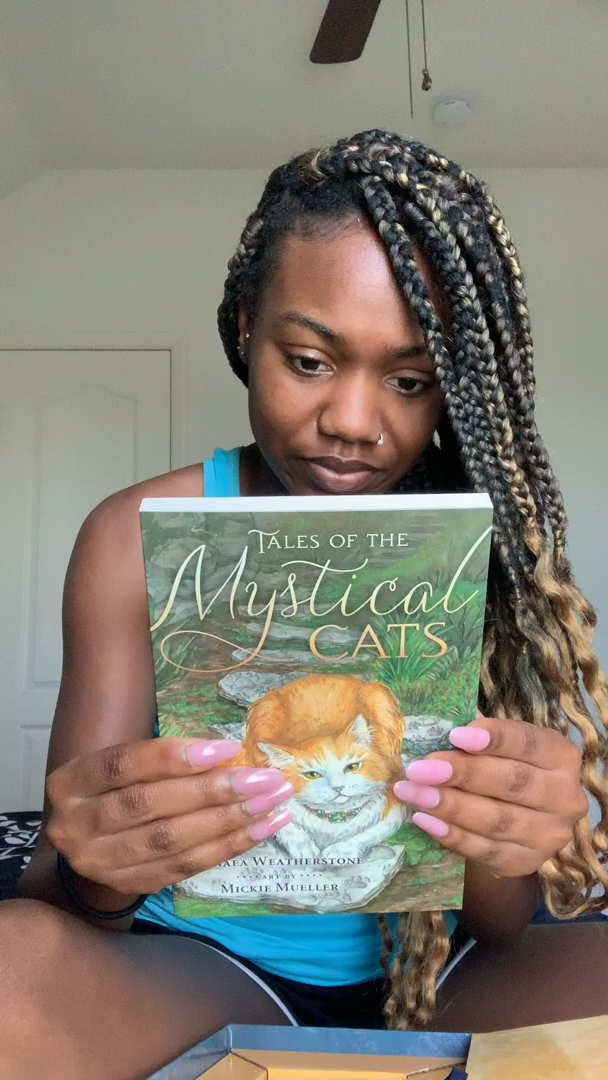 TALES OF THE
Mystical
CATS
WEATHERSTONE
ART BY
MICKIE MUELLER